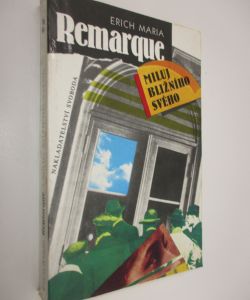 ERICH MARIA
Remarque
MILUJ
BLIŽNÍHO
SVÉHO
NAKLADATELSTVÍ SVOBODA